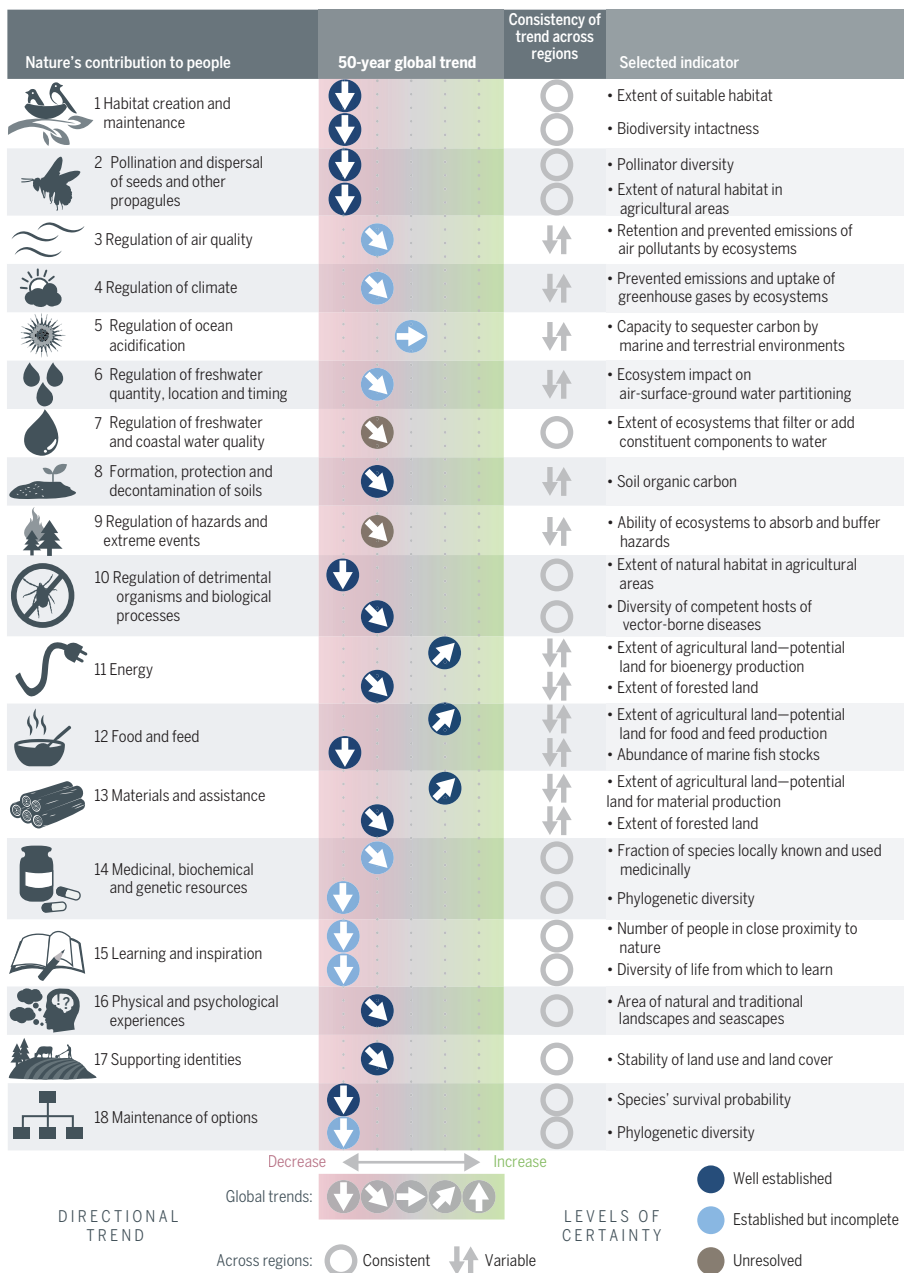 Nature's contribution to people
50-year global trend
Consistency of
trend across
regions
Selected indicator
1 Habitat creation and
maintenance
• Extent of suitable habitat
• Biodiversity intactness
2 Pollination and dispersal
of seeds and other
propagules
• Pollinator diversity
• Extent of natural habitat in
agricultural areas
3 Regulation of air quality
• Retention and prevented emissions of
air pollutants by ecosystems
4 Regulation of climate
• Prevented emissions and uptake of
greenhouse gases by ecosystems
5 Regulation of ocean
acidification
• Capacity to sequester carbon by
marine and terrestrial environments
6 Regulation of freshwater
quantity, location and timing
• Ecosystem impact on
air-surface-ground water partitioning
7 Regulation of freshwater
and coastal water quality
• Extent of ecosystems that filter or add
constituent components to water
8 Formation, protection and
decontamination of soils
• Soil organic carbon
9 Regulation of hazards and
extreme events
• Ability of ecosystems to absorb and buffer
hazards
10 Regulation of detrimental
organisms and biological
processes
• Extent of natural habitat in agricultural
areas
• Diversity of competent hosts of
vector-borne diseases
11 Energy
• Extent of agricultural land—potential
land for bioenergy production
• Extent of forested land
12 Food and feed
• Extent of agricultural land—potential
land for food and feed production
• Abundance of marine fish stocks
13 Materials and assistance
• Extent of agricultural land—potential
land for material production
• Extent of forested land
14 Medicinal, biochemical
and genetic resources
• Fraction of species locally known and used
medicinally
• Phylogenetic diversity
15 Learning and inspiration
• Number of people in close proximity to
nature
• Diversity of life from which to learn
16 Physical and psychological
experiences
!?
• Area of natural and traditional
landscapes and seascapes
17 Supporting identities
• Stability of land use and land cover
18 Maintenance of options
• Species' survival probability
• Phylogenetic diversity
Decrease
Increase
Global trends:
DIRECTIONAL
TREND
Across regions:
Consistent
Variable
LEVELS OF
CERTAINTY
Well established
Established but incomplete
Unresolved